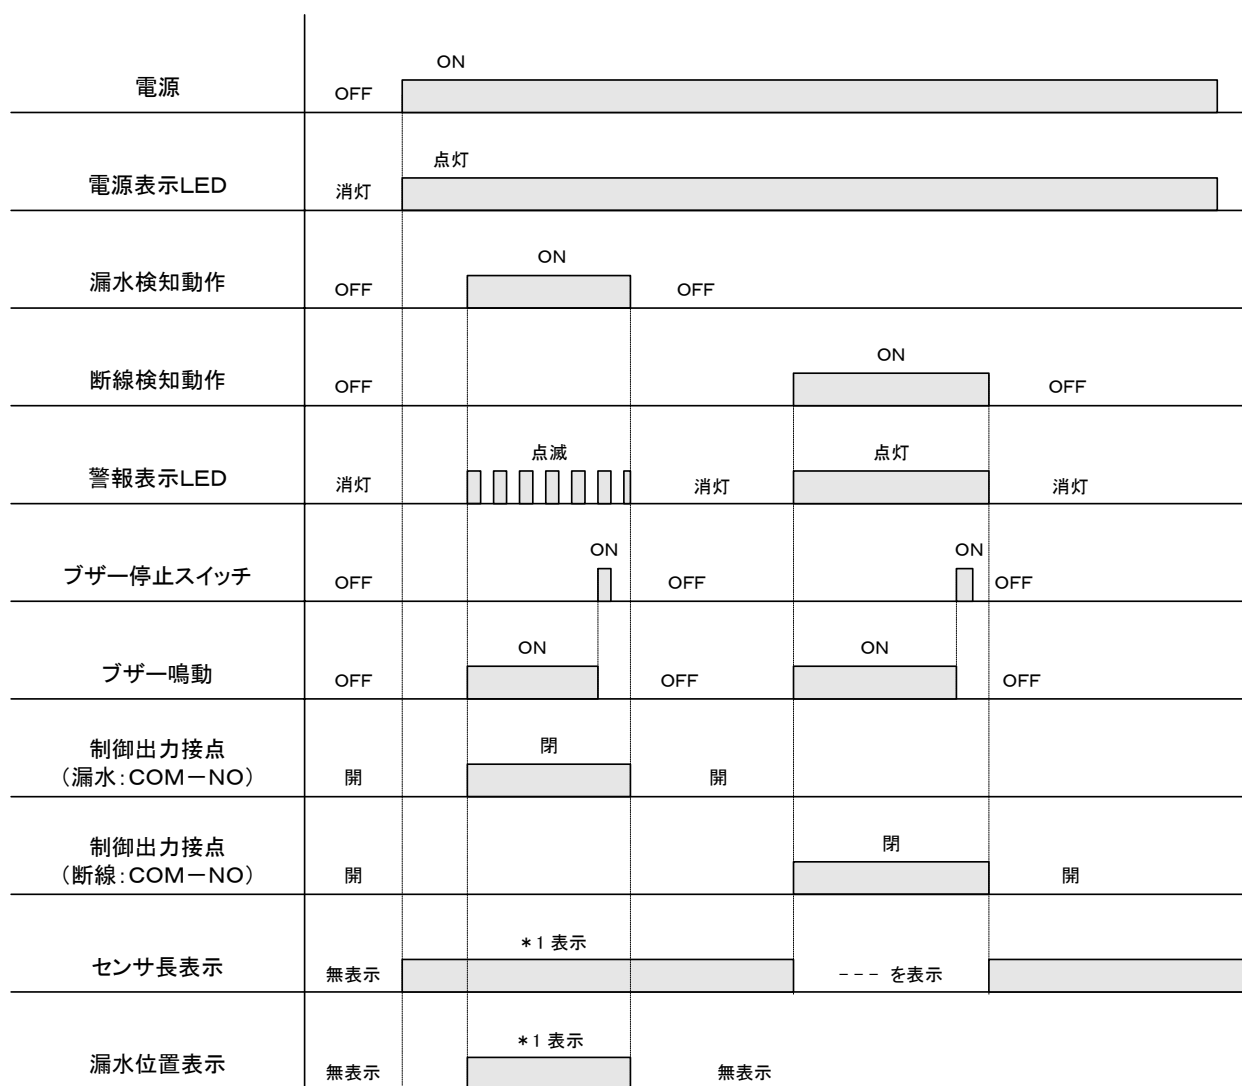 ON
電源
OFF
点灯
電源表示LED
消灯
ON
漏水検知動作
OFF
OFF
ON
断線検知動作
OFF
OFF
点滅
点灯
警報表示LED
消灯
消灯
消灯
ON
ON
ブザー停止スイッチ
OFF
OFF
OFF
ON
ON
ブザー鳴動
OFF
OFF
OFF
閉
制御出力接点
(漏水:COM-NO)
開
開
閉
制御出力接点
(断線:COM-NO)
開
開
*1 表示
センサ長表示
無表示
--- を表示
*1 表示
漏水位置表示
無表示
無表示